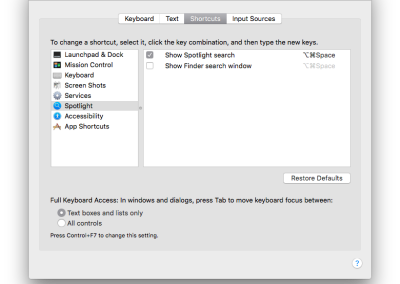 Keyboard Text Shortcuts Input Sources
To change a shortcut, select it, click the key combination, and then type the new keys.
Launchpad & Dock
Mission Control
Keyboard
Screen Shots
Services
Spotlight
Accessibility
App Shortcuts
Show Spotlight search ⌥⌘Space
Show Finder search window ⌥⌘Space
Restore Defaults
Full Keyboard Access: In windows and dialogs, press Tab to move keyboard focus between:
Text boxes and lists only
All controls
Press Control+F7 to change this setting.
?